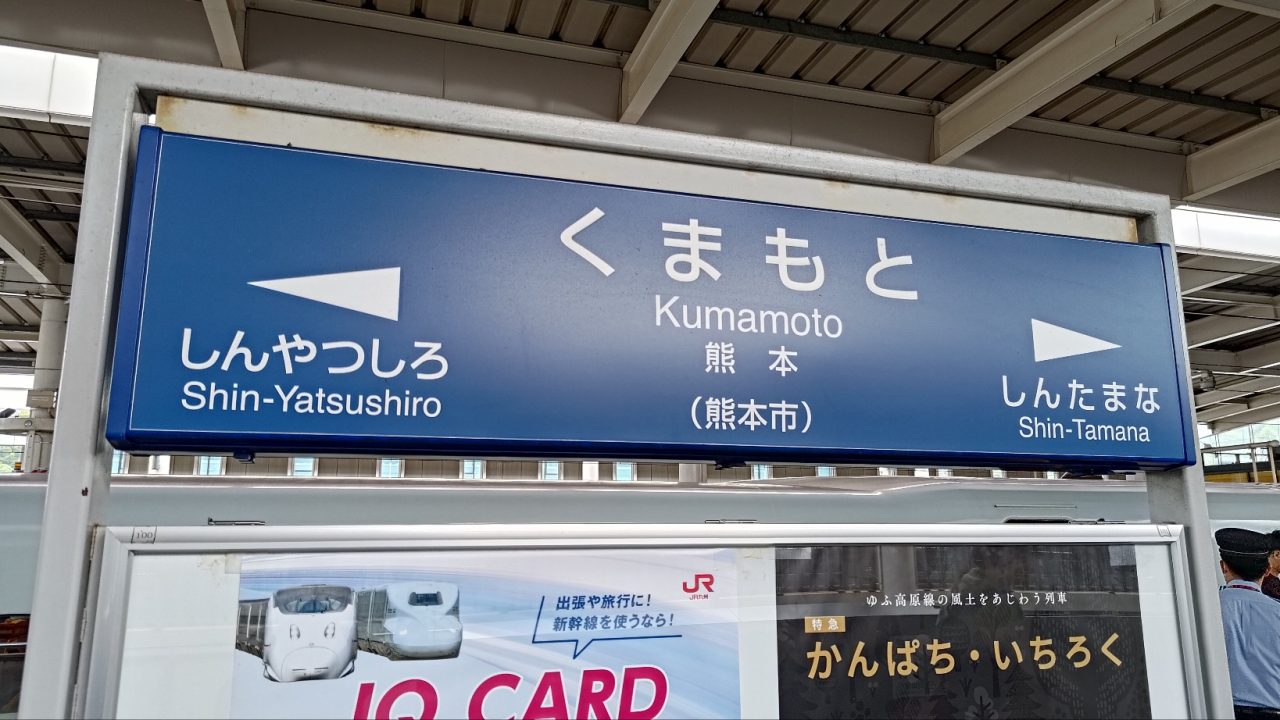 くまもと
Kumamoto
熊本
(熊本市)
しんやつしろ
Shin-Yatsushiro
しんたまな
Shin-Tamana
100
出張や旅行に!
新幹線を使うなら!
JR
JR九州
IQ CARD
ゆふ高原線の風土をあじわう列車
特急
かんぱち・いちろく